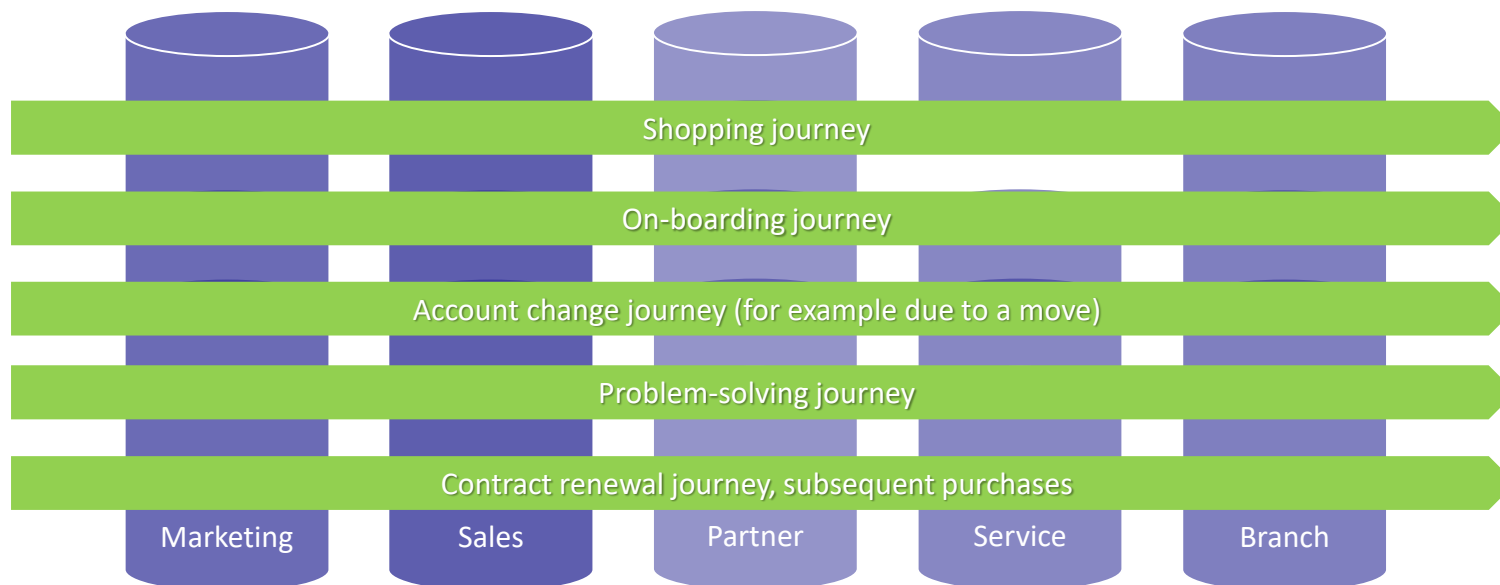 Shopping journey
On-boarding journey
Account change journey (for example due to a move)
Problem-solving journey
Contract renewal journey, subsequent purchases
Marketing
Sales
Partner
Service
Branch